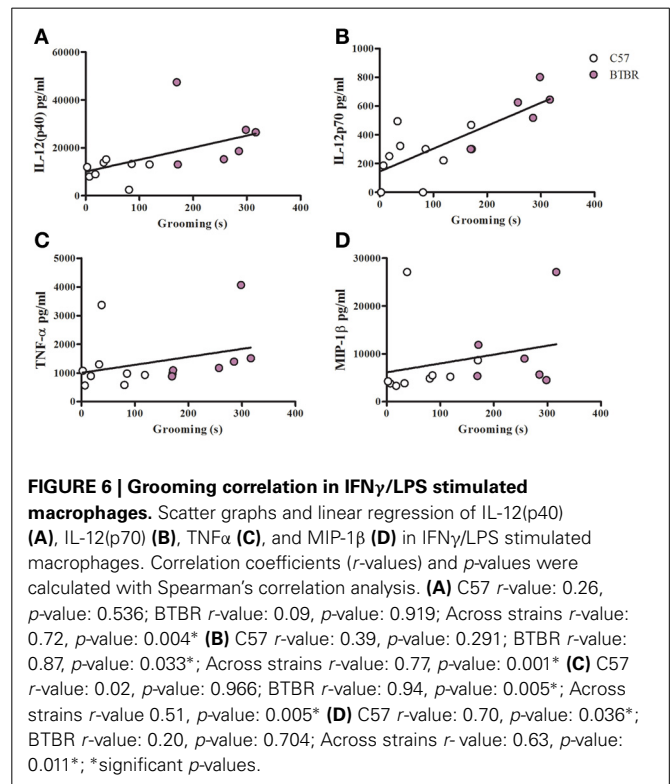 A
60000
40000
20000
0
IL-12(p40) pg/ml
0 100 200 300 400
Grooming (s)
B
1000
800
600
400
200
0
IL-12p70 pg/ml
0 100 200 300 400
Grooming (s)
C57
BTBR
C
5000
4000
3000
2000
1000
0
TNF-α pg/ml
0 100 200 300 400
Grooming (s)
D
30000
20000
10000
0
MIP-1β pg/ml
0 100 200 300 400
Grooming (s)
FIGURE 6 | Grooming correlation in IFNγ/LPS stimulated
macrophages. Scatter graphs and linear regression of IL-12(p40)
(A), IL-12(p70) (B), TNFα (C), and MIP-1β (D) in IFNγ/LPS stimulated
macrophages. Correlation coefficients (r-values) and p-values were
calculated with Spearman's correlation analysis. (A) C57 r-value: 0.26,
p-value: 0.536; BTBR r-value: 0.09, p-value: 0.919; Across strains r-value:
0.72, p-value: 0.004* (B) C57 r-value: 0.39, p-value: 0.291; BTBR r-value:
0.87, p-value: 0.033*; Across strains r-value: 0.77, p-value: 0.001* (C) C57
r-value: 0.02, p-value: 0.966; BTBR r-value: 0.94, p-value: 0.005*; Across
strains r-value 0.51, p-value: 0.005* (D) C57 r-value: 0.70, p-value: 0.036*;
BTBR r-value: 0.20, p-value: 0.704; Across strains r- value: 0.63, p-value:
0.011*; *significant p-values.